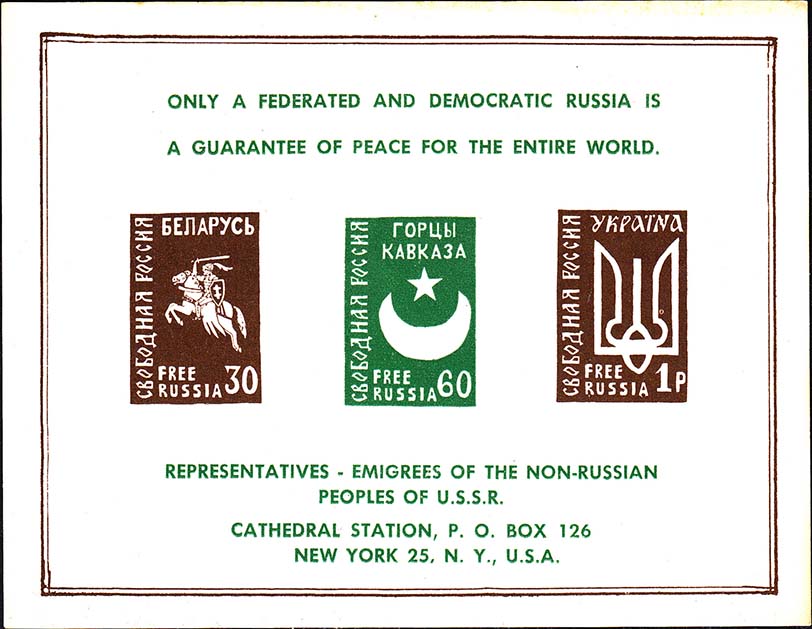 ONLY A FEDERATED AND DEMOCRATIC RUSSIA IS
A GUARANTEE OF PEACE FOR THE ENTIRE WORLD.
СВОБОДНАЯ РОССИЯ
БЕЛАРУСЬ
FREE
RUSSIA 30
СВОБОДНАЯ РОССИЯ
ГОРЦЫ
КАВКАЗА
FREE
RUSSIA 60
СВОБОДНАЯ РОССИЯ
УКРАЇNА
FREE
RUSSIA 1Р
REPRESENTATIVES - EMIGREES OF THE NON-RUSSIAN
PEOPLES OF U.S.S.R.
CATHEDRAL STATION, P. O. BOX 126
NEW YORK 25, N. Y., U.S.A.